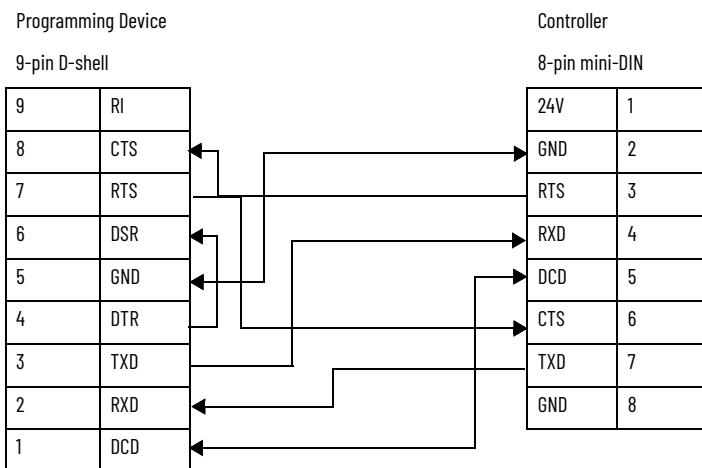 Programming Device
9-pin D-shell
9 RI
8 CTS
7 RTS
6 DSR
5 GND
4 DTR
3 TXD
2 RXD
1 DCD
Controller
8-pin mini-DIN
24V 1
GND 2
RTS 3
RXD 4
DCD 5
CTS 6
TXD 7
GND 8